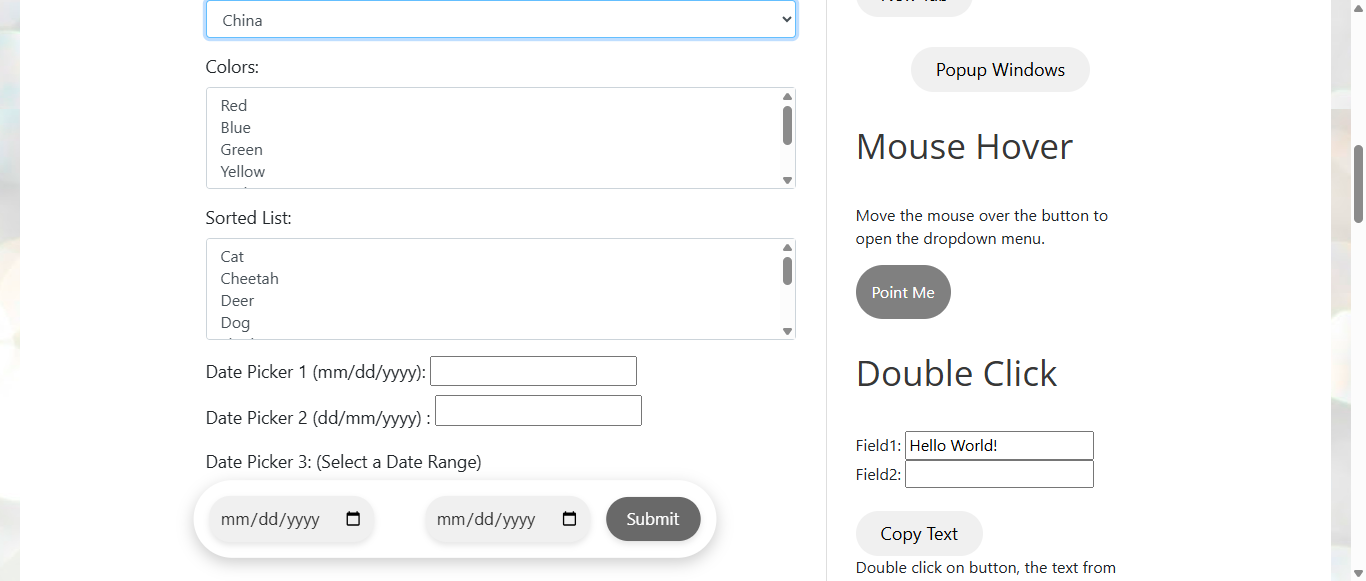 China
Colors:
Red
Blue
Green
Yellow
Sorted List:
Cat
Cheetah
Deer
Dog
Date Picker 1 (mm/dd/yyyy):
Date Picker 2 (dd/mm/yyyy) :
Date Picker 3: (Select a Date Range)
mm/dd/yyyy
mm/dd/yyyy
Submit
Popup Windows
Mouse Hover
Move the mouse over the button to
open the dropdown menu.
Point Me
Double Click
Field1: Hello World!
Field2:
Copy Text
Double click on button, the text from